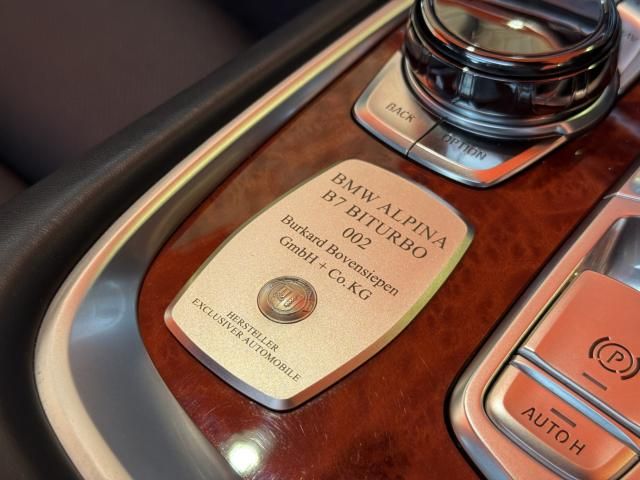 BACK
OPTION
BMW ALPINA
B7 BITURBO
002
Burkard Bovensiepen
GmbH + Co.KG
HERSTELLER
EXCLUSIVER AUTOMOBILE
P
AUTO H